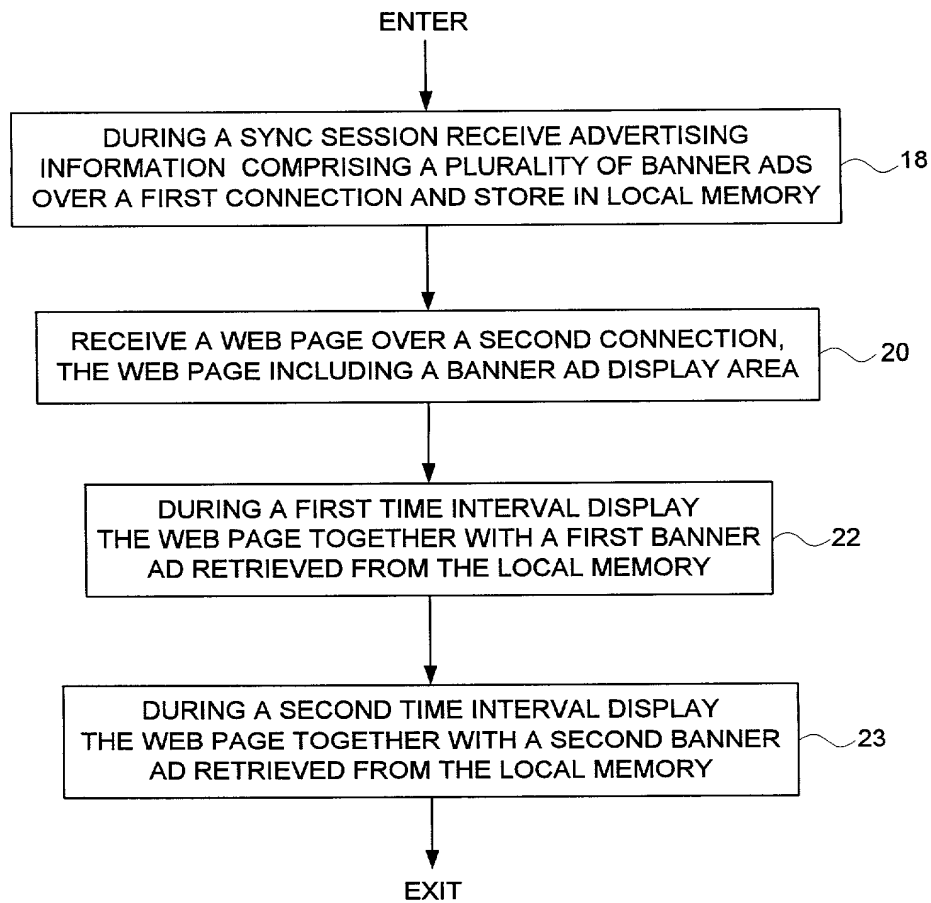 ENTER
DURING A SYNC SESSION RECEIVE ADVERTISING
INFORMATION COMPRISING A PLURALITY OF BANNER ADS
OVER A FIRST CONNECTION AND STORE IN LOCAL MEMORY
18
RECEIVE A WEB PAGE OVER A SECOND CONNECTION,
THE WEB PAGE INCLUDING A BANNER AD DISPLAY AREA
20
DURING A FIRST TIME INTERVAL DISPLAY
THE WEB PAGE TOGETHER WITH A FIRST BANNER
AD RETRIEVED FROM THE LOCAL MEMORY
22
DURING A SECOND TIME INTERVAL DISPLAY
THE WEB PAGE TOGETHER WITH A SECOND BANNER
AD RETRIEVED FROM THE LOCAL MEMORY
23
EXIT